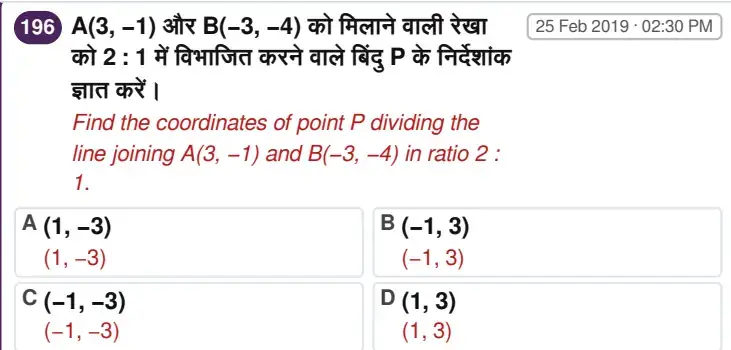 196 A(3, −1) और B(−3, −4) को मिलाने वाली रेखा 25 Feb 2019 · 02:30 PM
को 2 : 1 में विभाजित करने वाले बिंदु P के निर्देशांक
ज्ञात करें।
Find the coordinates of point P dividing the
line joining A(3, −1) and B(−3, −4) in ratio 2 :
1.
A (1, −3) B (−1, 3)
(1, −3) (−1, 3)
C (−1, −3) D (1, 3)
(−1, −3) (1, 3)